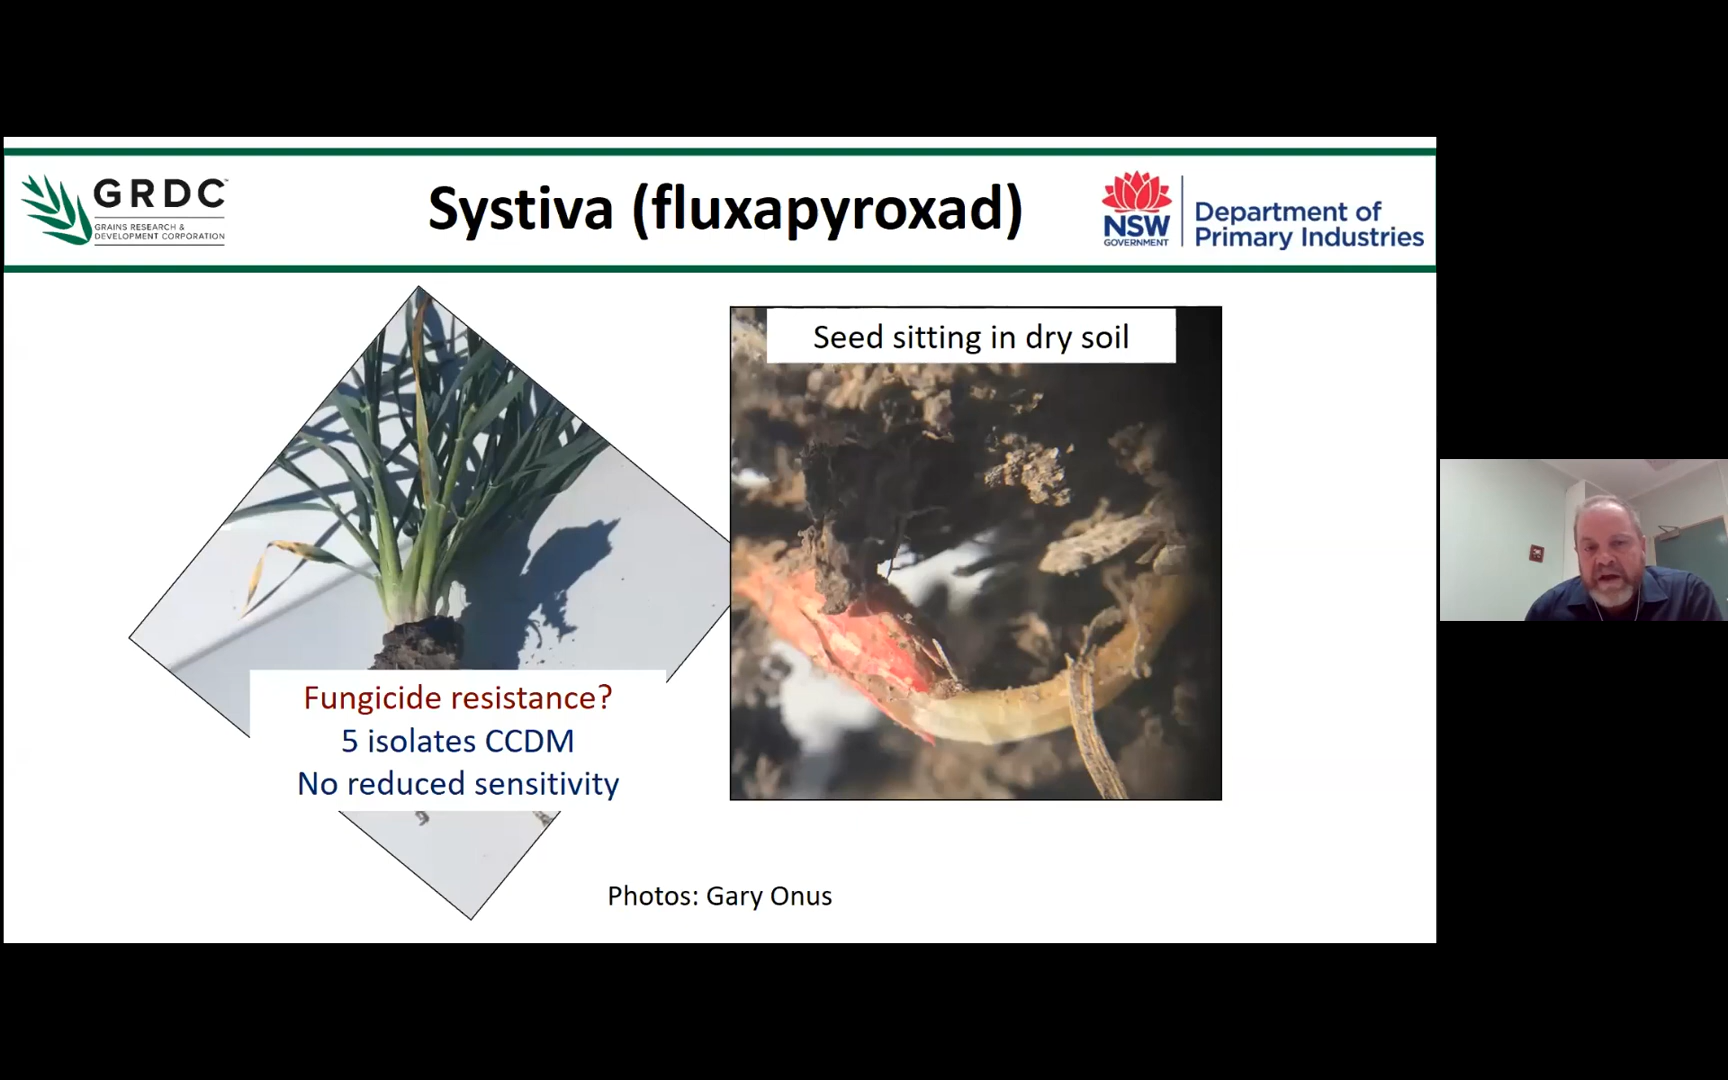 GRDC™
GRAINS RESEARCH &
DEVELOPMENT CORPORATION
Systiva (fluxapyroxad)
NSW
GOVERNMENT
Department of
Primary Industries
Seed sitting in dry soil
Fungicide resistance?
5 isolates CCDM
No reduced sensitivity
Photos: Gary Onus